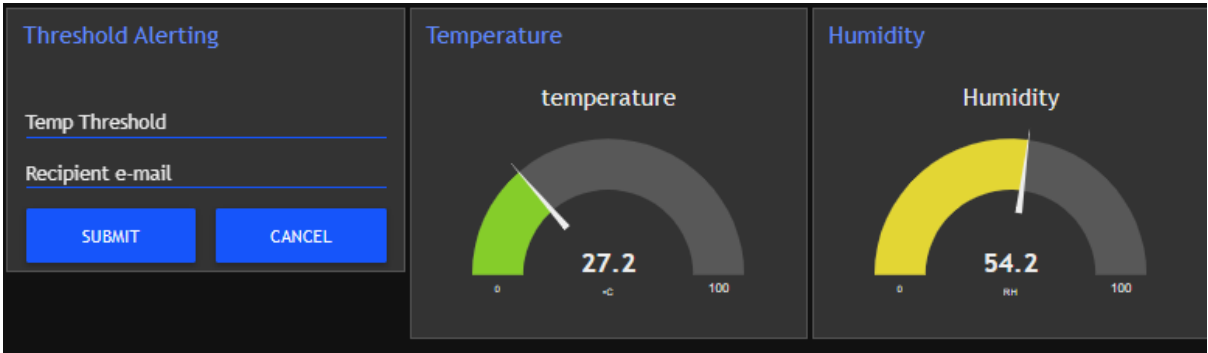 Threshold Alerting
Temp Threshold
Recipient e-mail
SUBMIT
CANCEL
Temperature
temperature
27.2
0
°C
100
Humidity
Humidity
54.2
0
RH
100